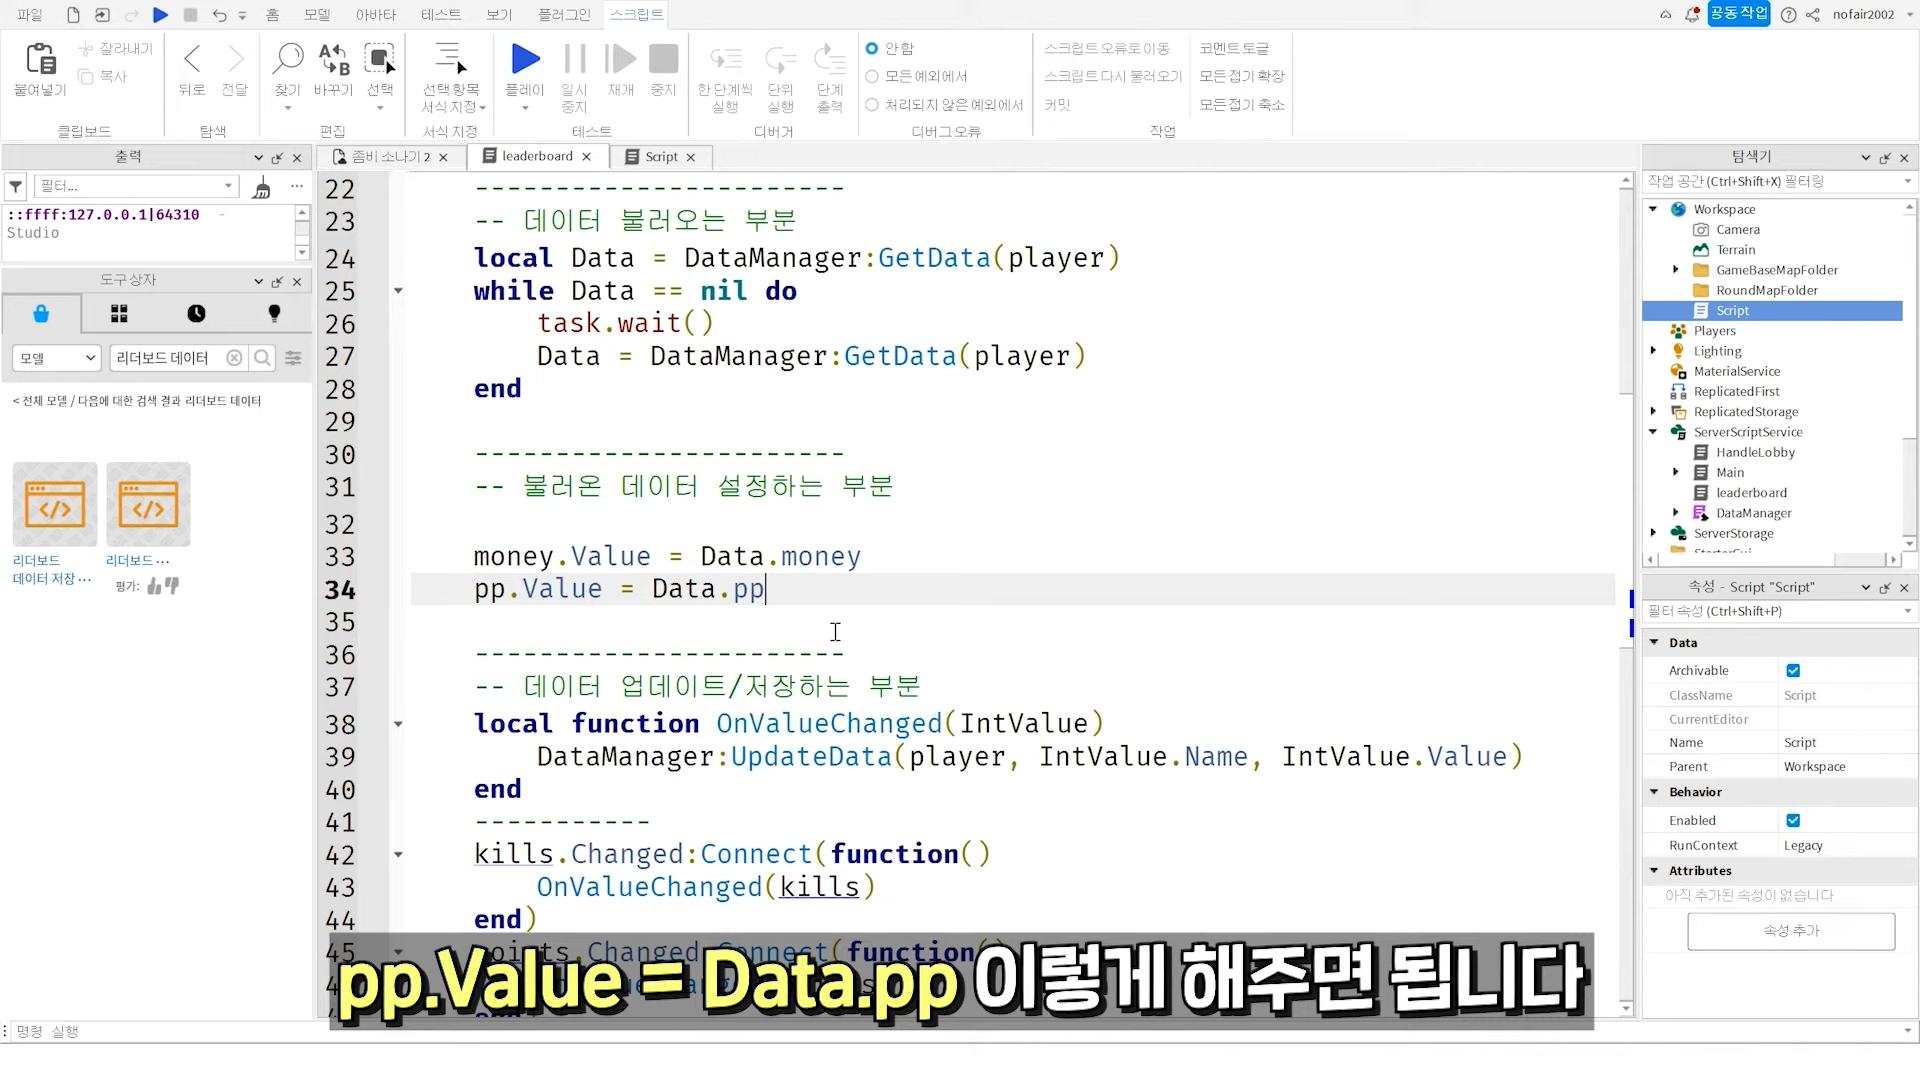 파일 홈 모델 아바타 테스트 보기 플러그인 스크립트 공동작업 nofair2002
붙여넣기 잘라내기 복사 뒤로 전달 찾기 바꾸기 선택 선택 항목 서식 지정 플레이 일시 중지 재개 중지 한 단계씩 실행 단위 실행 단계 출력
안 함
모든 예외에서
처리되지 않은 예외에서
스크립트 오류로 이동
스크립트 다시 불러오기
커밋
코멘트 토글
모든 접기 확장
모든 접기 축소
클립보드 탐색 편집 서식 지정 테스트 디버거 디버그 오류 작업
출력
필터...
::ffff:127.0.0.1|64310 -
Studio
도구 상자
모델 리더보드 데이터
< 전체 모델 / 다음에 대한 검색 결과 리더보드 데이터
리더보드 데이터 저장 ...
리더보드 ...
평가:
좀비 소나기 2 leaderboard Script
22 -----------------------
23 -- 데이터 불러오는 부분
24 local Data = DataManager:GetData(player)
25 while Data == nil do
26 task.wait()
27 Data = DataManager:GetData(player)
28 end
29
30 -----------------------
31 -- 불러온 데이터 설정하는 부분
32
33 money.Value = Data.money
34 pp.Value = Data.pp
35
36 -----------------------
37 -- 데이터 업데이트/저장하는 부분
38 local function OnValueChanged(IntValue)
39 DataManager:UpdateData(player, IntValue.Name, IntValue.Value)
40 end
41 -----------
42 kills.Changed:Connect(function()
43 OnValueChanged(kills)
44 end)
45 points.Changed:Connect(function()
pp.Value = Data.pp 이렇게 해주면 됩니다
탐색기
작업 공간 (Ctrl+Shift+X) 필터링
Workspace
Camera
Terrain
GameBaseMapFolder
RoundMapFolder
Script
Players
Lighting
MaterialService
ReplicatedFirst
ReplicatedStorage
ServerScriptService
HandleLobby
Main
leaderboard
DataManager
ServerStorage
StarterGui
속성 - Script "Script"
필터 속성 (Ctrl+Shift+P)
Data
Archivable
ClassName Script
CurrentEditor
Name Script
Parent Workspace
Behavior
Enabled
RunContext Legacy
Attributes
아직 추가된 속성이 없습니다
속성 추가
명령 실행